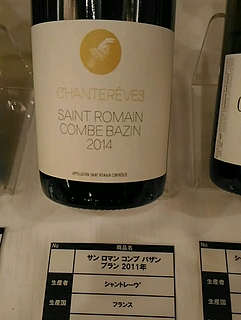 CHANTERÊVES
SAINT ROMAIN
COMBE BAZIN
2014
APPELLATION SAINT ROMAIN CONTRÔLÉE
No 商品名
サン ロマン コンブ バザン
ブラン 2011年
生産者 シャントレーヴ
生産国 フランス
No
生産者
生産国